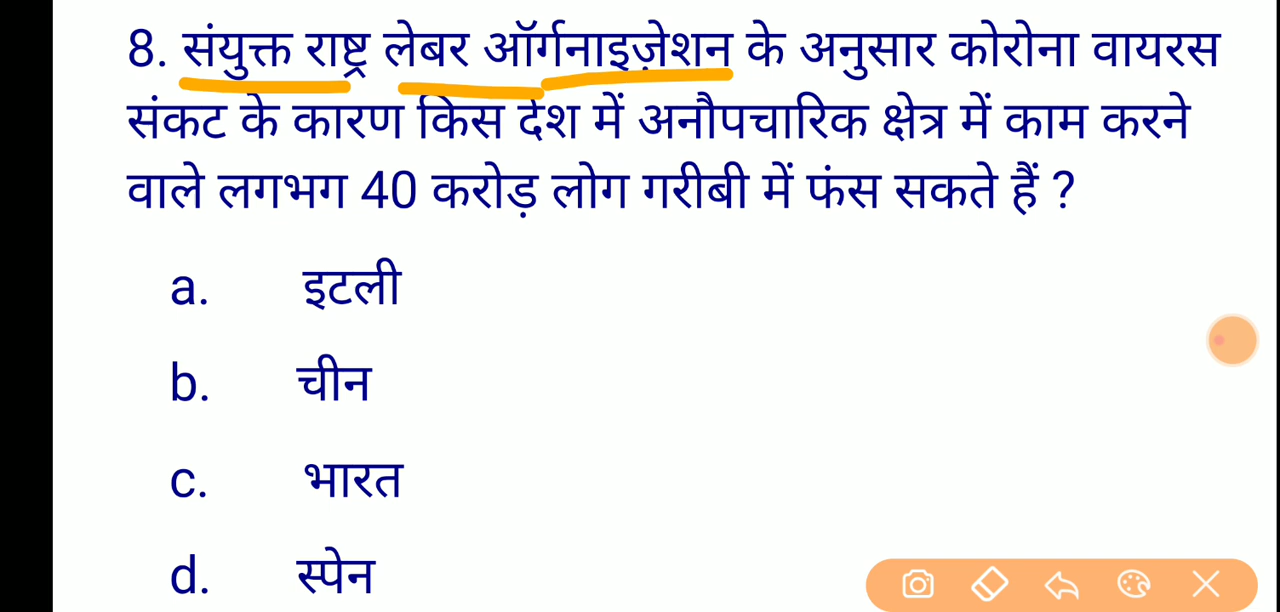 8. संयुक्त राष्ट्र लेबर ऑर्गनाइज़ेशन के अनुसार कोरोना वायरस
संकट के कारण किस देश में अनौपचारिक क्षेत्र में काम करने
वाले लगभग 40 करोड़ लोग गरीबी में फंस सकते हैं ?
a. इटली
b. चीन
c. भारत
d. स्पेन